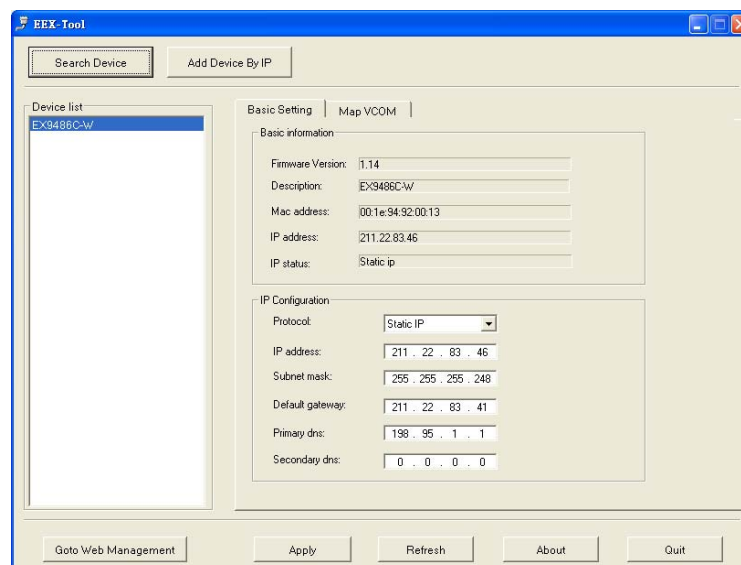 EEX-Tool
Search Device
Add Device By IP
Device list
EX9486C-W
Basic Setting
Map VCOM
Basic information
Firmware Version: 1.14
Description: EX9486C-W
Mac address: 00:1e:94:92:00:13
IP address: 211.22.83.46
IP status: Static ip
IP Configuration
Protocol: Static IP
IP address: 211 . 22 . 83 . 46
Subnet mask: 255 . 255 . 255 . 248
Default gateway: 211 . 22 . 83 . 41
Primary dns: 198 . 95 . 1 . 1
Secondary dns: 0 . 0 . 0 . 0
Goto Web Management
Apply
Refresh
About
Quit